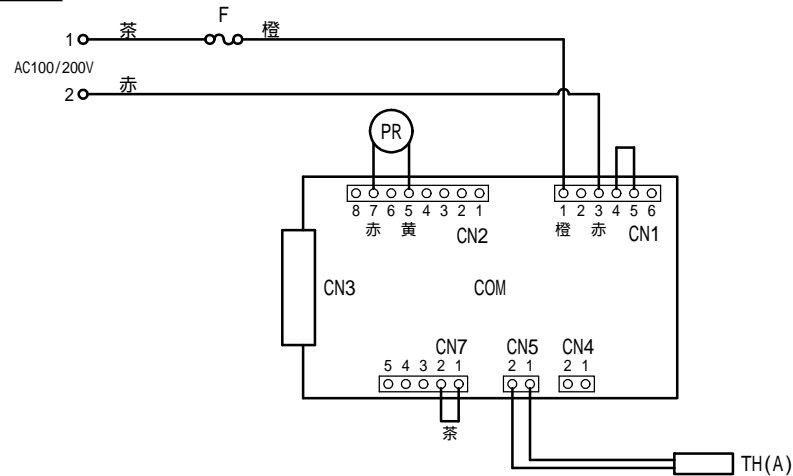 F
1 茶 橙
AC100/200V
2 赤
PR
8 7 6 5 4 3 2 1
赤 黄
CN2
1 2 3 4 5 6
橙 赤
CN1
CN3
COM
CN7
5 4 3 2 1
茶
CN5
2 1
CN4
2 1
TH(A)